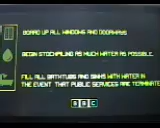 BOARD UP ALL WINDOWS AND DOORWAYS
BEGIN STOCKPILING AS MUCH WATER AS POSSIBLE.
FILL ALL BATHTUBS AND SINKS WITH WATER IN
THE EVENT THAT PUBLIC SERVICES ARE TERMINATE
BBC